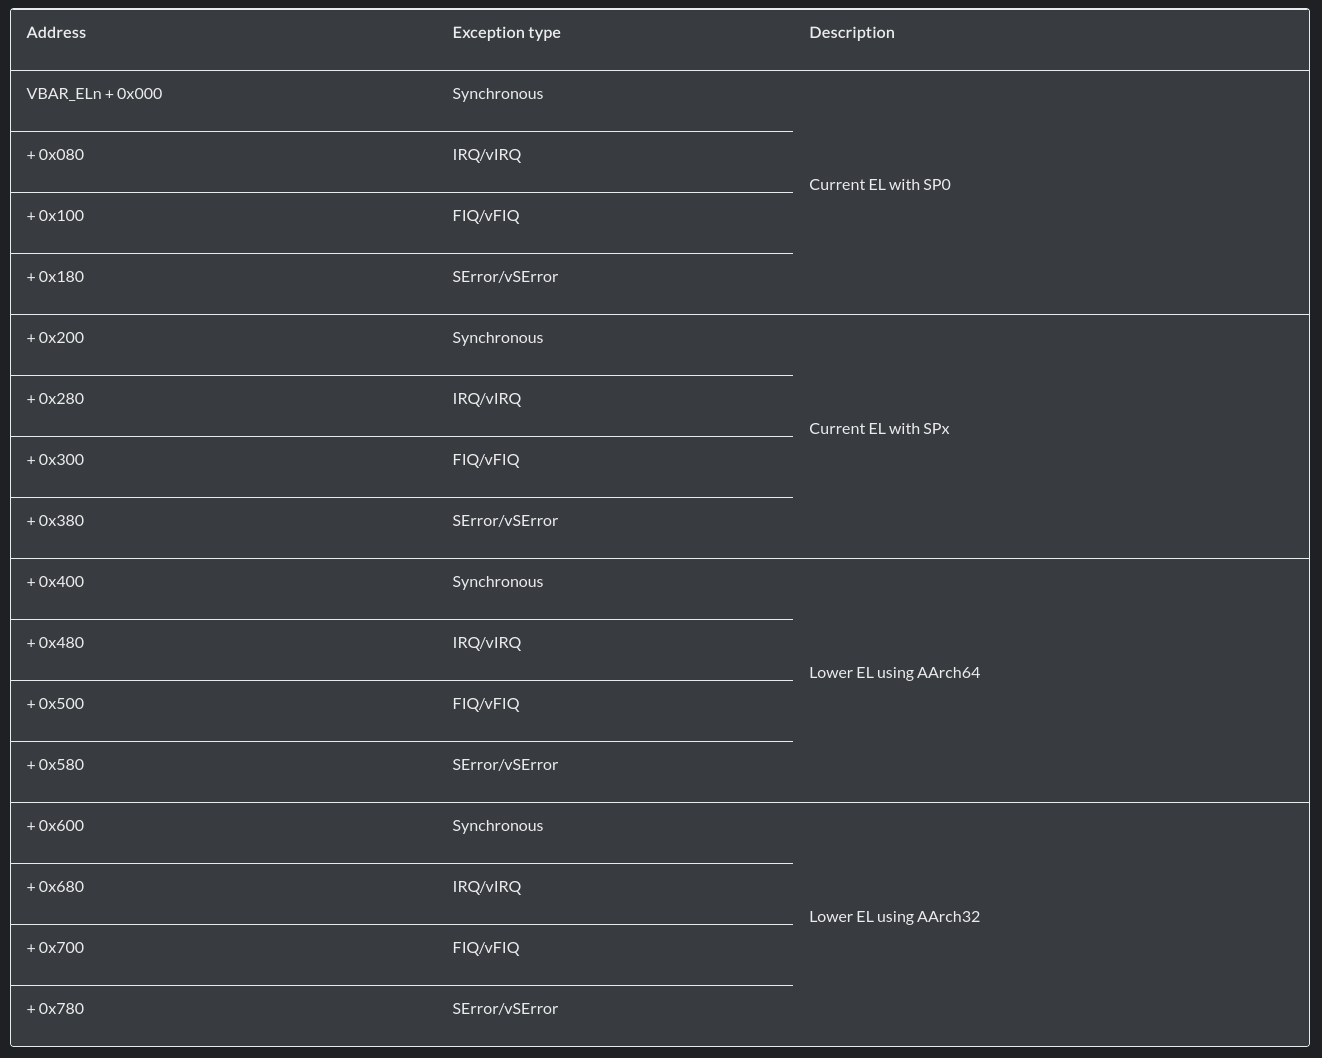 Address Exception type Description
VBAR_ELn + 0x000 Synchronous
+ 0x080 IRQ/vIRQ
Current EL with SP0
+ 0x100 FIQ/vFIQ
+ 0x180 SError/vSError
+ 0x200 Synchronous
+ 0x280 IRQ/vIRQ
Current EL with SPx
+ 0x300 FIQ/vFIQ
+ 0x380 SError/vSError
+ 0x400 Synchronous
+ 0x480 IRQ/vIRQ
Lower EL using AArch64
+ 0x500 FIQ/vFIQ
+ 0x580 SError/vSError
+ 0x600 Synchronous
+ 0x680 IRQ/vIRQ
Lower EL using AArch32
+ 0x700 FIQ/vFIQ
+ 0x780 SError/vSError